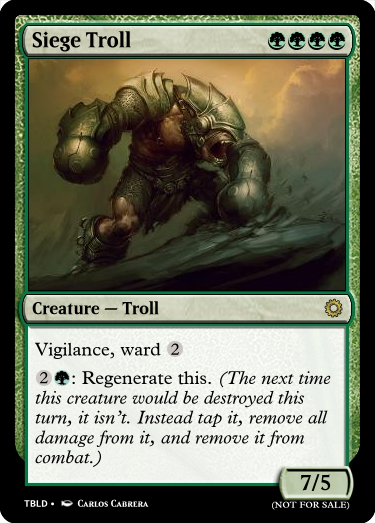 Siege Troll
Creature — Troll
Vigilance, ward 2
2: Regenerate this. (The next time
this creature would be destroyed this
turn, it isn't. Instead tap it, remove all
damage from it, and remove it from
combat.)
7/5
TBLD • Carlos Cabrera
(NOT FOR SALE)